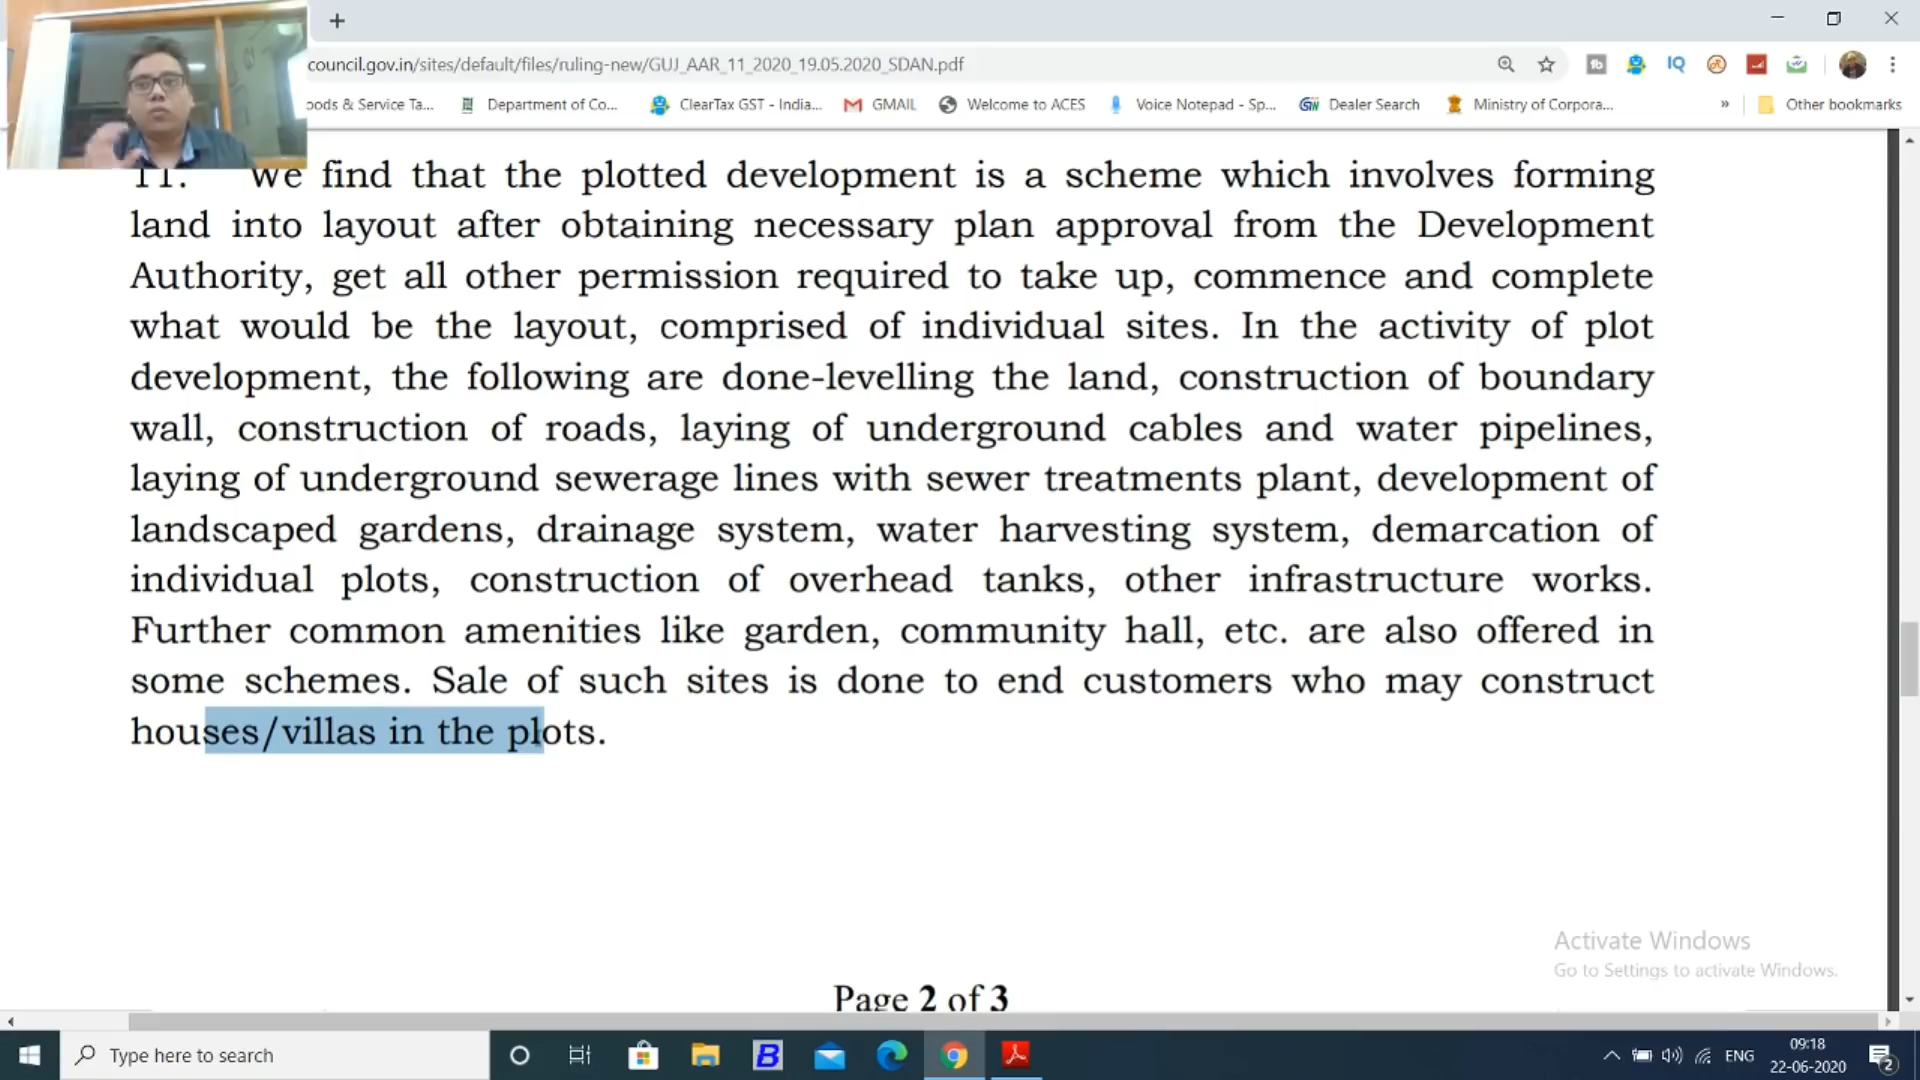 council.gov.in/sites/default/files/ruling-new/GUJ_AAR_11_2020_19.05.2020_SDAN.pdf
oods & Service Ta... Department of Co... ClearTax GST - India... GMAIL Welcome to ACES Voice Notepad - Sp... Dealer Search Ministry of Corpora... » Other bookmarks
11. We find that the plotted development is a scheme which involves forming
land into layout after obtaining necessary plan approval from the Development
Authority, get all other permission required to take up, commence and complete
what would be the layout, comprised of individual sites. In the activity of plot
development, the following are done-levelling the land, construction of boundary
wall, construction of roads, laying of underground cables and water pipelines,
laying of underground sewerage lines with sewer treatments plant, development of
landscaped gardens, drainage system, water harvesting system, demarcation of
individual plots, construction of overhead tanks, other infrastructure works.
Further common amenities like garden, community hall, etc. are also offered in
some schemes. Sale of such sites is done to end customers who may construct
houses/villas in the plots.
Activate Windows
Go to Settings to activate Windows.
Page 2 of 3
Type here to search
ENG
09:18
22-06-2020
2